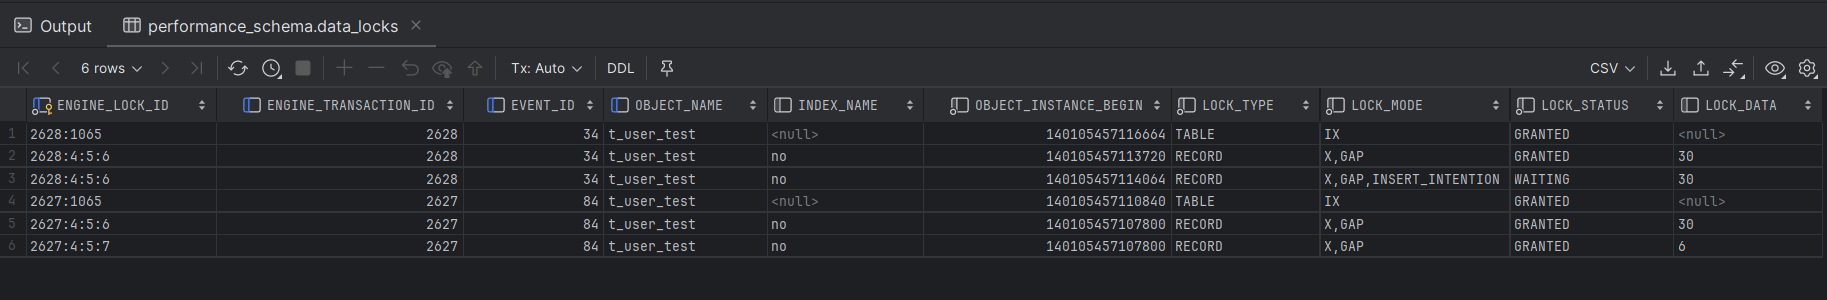 Output performance_schema.data_locks ×
6 rows Tx: Auto DDL CSV
ENGINE_LOCK_ID ENGINE_TRANSACTION_ID EVENT_ID OBJECT_NAME INDEX_NAME OBJECT_INSTANCE_BEGIN LOCK_TYPE LOCK_MODE LOCK_STATUS LOCK_DATA
1 2628:1065 2628 34 t_user_test <null> 140105457116664 TABLE IX GRANTED <null>
2 2628:4:5:6 2628 34 t_user_test no 140105457113720 RECORD X,GAP GRANTED 30
3 2628:4:5:6 2628 34 t_user_test no 140105457114064 RECORD X,GAP,INSERT_INTENTION WAITING 30
4 2627:1065 2627 84 t_user_test <null> 140105457110840 TABLE IX GRANTED <null>
5 2627:4:5:6 2627 84 t_user_test no 140105457107800 RECORD X,GAP GRANTED 30
6 2627:4:5:7 2627 84 t_user_test no 140105457107800 RECORD X,GAP GRANTED 6